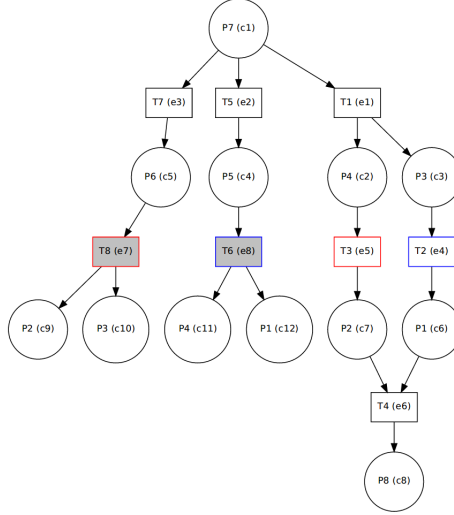 P7 (c1)
T7 (e3)
T5 (e2)
T1 (e1)
P6 (c5)
P5 (c4)
P4 (c2)
P3 (c3)
T8 (e7)
T6 (e8)
T3 (e5)
T2 (e4)
P2 (c9)
P3 (c10)
P4 (c11)
P1 (c12)
P2 (c7)
P1 (c6)
T4 (e6)
P8 (c8)